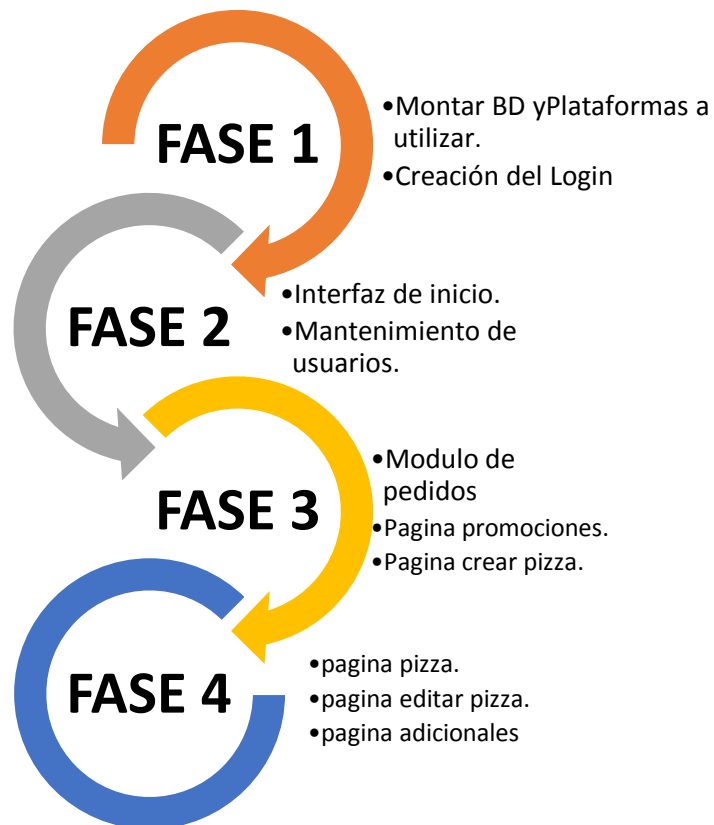 FASE 1
•Montar BD yPlataformas a
utilizar.
•Creación del Login
FASE 2
•Interfaz de inicio.
•Mantenimiento de
usuarios.
FASE 3
•Modulo de
pedidos
•Pagina promociones.
•Pagina crear pizza.
FASE 4
•pagina pizza.
•pagina editar pizza.
•pagina adicionales